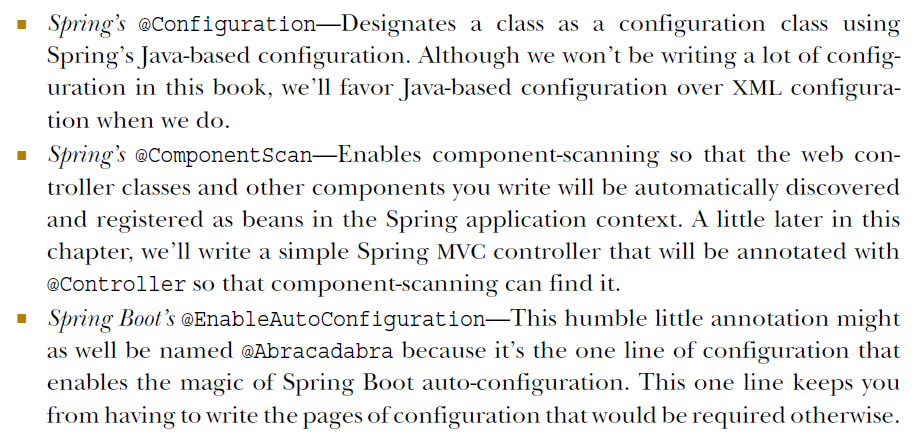 ▪ Spring’s @Configuration—Designates a class as a configuration class using
Spring’s Java-based configuration. Although we won’t be writing a lot of config-
uration in this book, we’ll favor Java-based configuration over XML configura-
tion when we do.
▪ Spring’s @ComponentScan—Enables component-scanning so that the web con-
troller classes and other components you write will be automatically discovered
and registered as beans in the Spring application context. A little later in this
chapter, we’ll write a simple Spring MVC controller that will be annotated with
@Controller so that component-scanning can find it.
▪ Spring Boot’s @EnableAutoConfiguration—This humble little annotation might
as well be named @Abracadabra because it’s the one line of configuration that
enables the magic of Spring Boot auto-configuration. This one line keeps you
from having to write the pages of configuration that would be required otherwise.